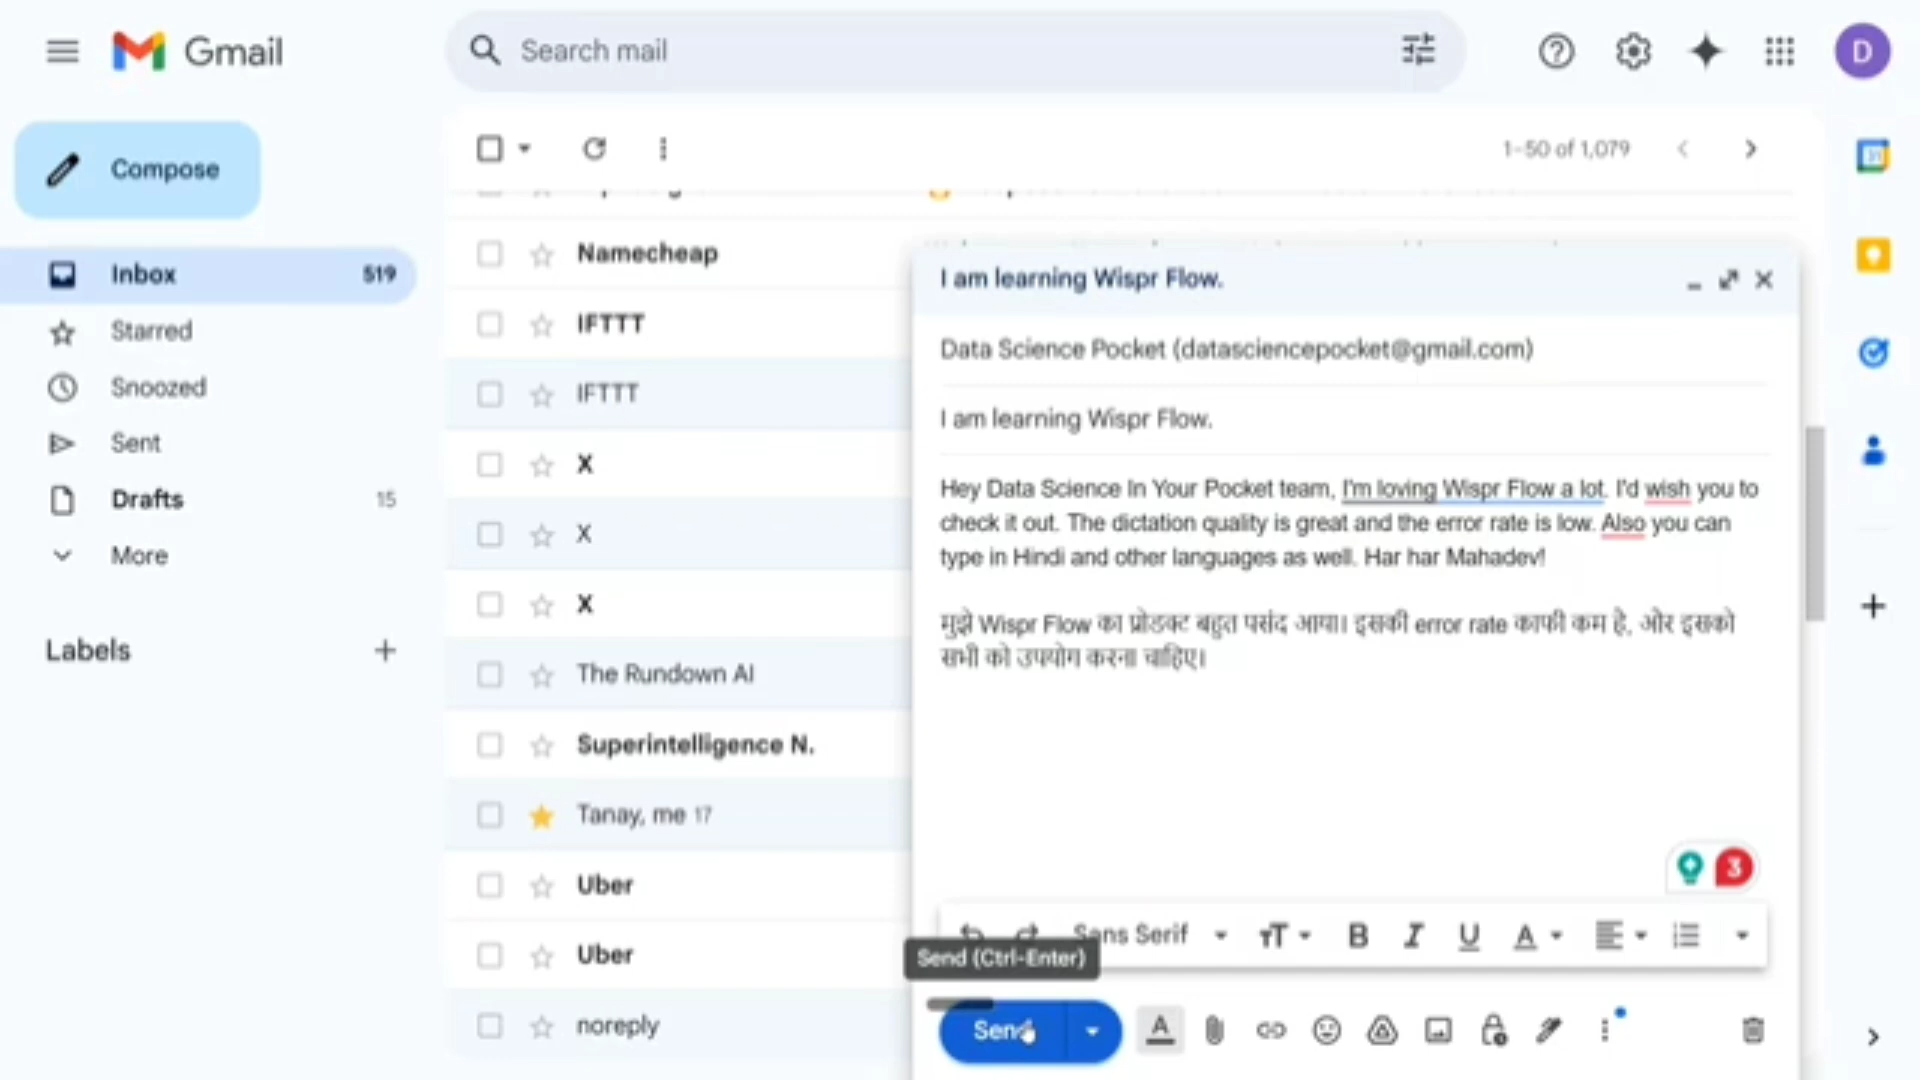 Gmail
Search mail
D
Compose
1-50 of 1,079
31
Inbox 519
Starred
Snoozed
Sent
Drafts 15
More
Labels
Namecheap
IFTTT
IFTTT
X
X
X
The Rundown AI
Superintelligence N.
Tanay, me 17
Uber
Uber
noreply
I am learning Wispr Flow.
Data Science Pocket (datasciencepocket@gmail.com)
I am learning Wispr Flow.
Hey Data Science In Your Pocket team, I'm loving Wispr Flow a lot. I'd wish you to
check it out. The dictation quality is great and the error rate is low. Also you can
type in Hindi and other languages as well. Har har Mahadev!
मुझे Wispr Flow का प्रोडक्ट बहुत पसंद आया। इसकी error rate काफी कम है, और इसको
सभी को उपयोग करना चाहिए।
3
Sans Serif
Send (Ctrl-Enter)
Send